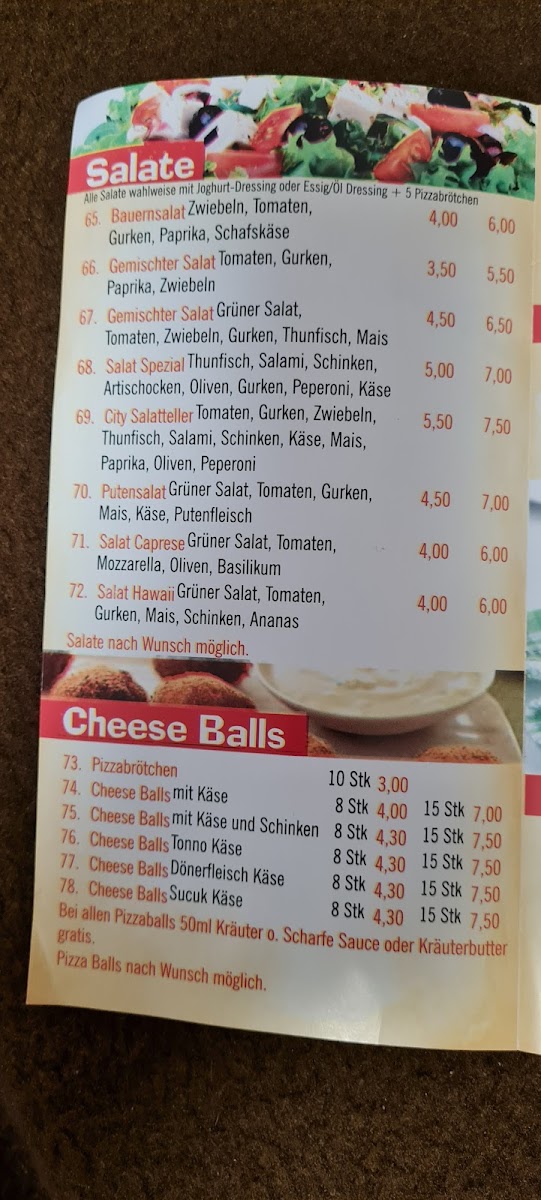 Salate
Alle Salate wahlweise mit Joghurt-Dressing oder Essig/Öl Dressing + 5 Pizzabrötchen
65. Bauernsalat Zwiebeln, Tomaten, 4,00 6,00
Gurken, Paprika, Schafskäse
66. Gemischter Salat Tomaten, Gurken, 3,50 5,50
Paprika, Zwiebeln
67. Gemischter Salat Grüner Salat, 4,50 6,50
Tomaten, Zwiebeln, Gurken, Thunfisch, Mais
68. Salat Spezial Thunfisch, Salami, Schinken, 5,00 7,00
Artischocken, Oliven, Gurken, Peperoni, Käse
69. City Salatteller Tomaten, Gurken, Zwiebeln, 5,50 7,50
Thunfisch, Salami, Schinken, Käse, Mais,
Paprika, Oliven, Peperoni
70. Putensalat Grüner Salat, Tomaten, Gurken, 4,50 7,00
Mais, Käse, Putenfleisch
71. Salat Caprese Grüner Salat, Tomaten, 4,00 6,00
Mozzarella, Oliven, Basilikum
72. Salat Hawaii Grüner Salat, Tomaten, 4,00 6,00
Gurken, Mais, Schinken, Ananas
Salate nach Wunsch möglich.
Cheese Balls
73. Pizzabrötchen 10 Stk 3,00
74. Cheese Balls mit Käse 8 Stk 4,00 15 Stk 7,00
75. Cheese Balls mit Käse und Schinken 8 Stk 4,30 15 Stk 7,50
76. Cheese Balls Tonno Käse 8 Stk 4,30 15 Stk 7,50
77. Cheese Balls Dönerfleisch Käse 8 Stk 4,30 15 Stk 7,50
78. Cheese Balls Sucuk Käse 8 Stk 4,30 15 Stk 7,50
Bei allen Pizzaballs 50ml Kräuter o. Scharfe Sauce oder Kräuterbutter
gratis.
Pizza Balls nach Wunsch möglich.